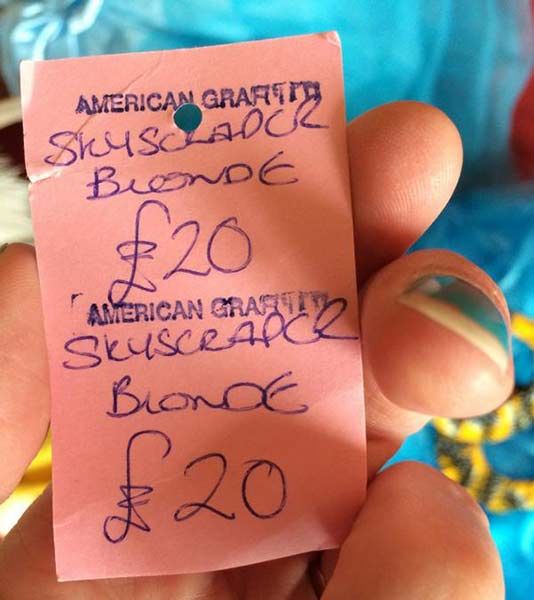 AMERICAN GRAFFITI
SKYSCRAPER
BLONDE
£20
AMERICAN GRAFFITI
SKYSCRAPER
BLONDE
£20